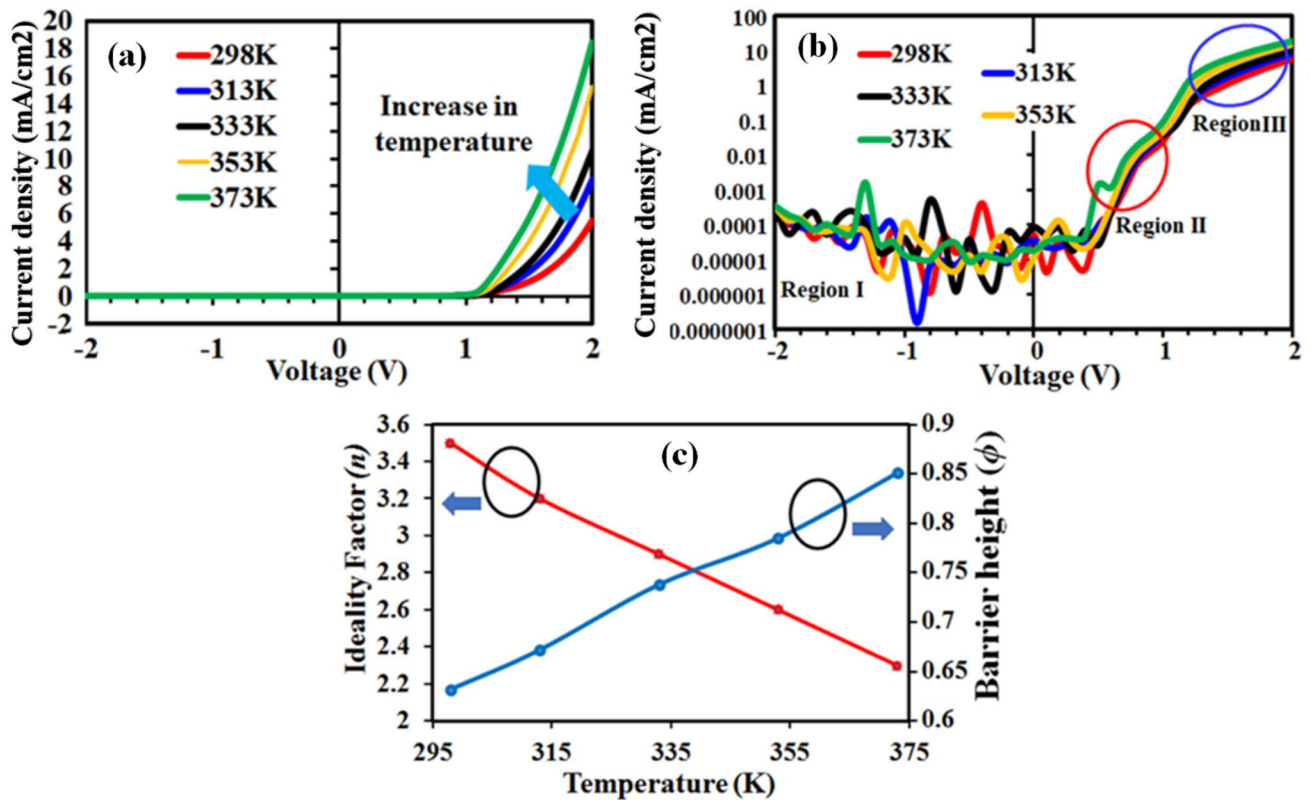 (a)
Current density (mA/cm2)
20
18
16
14
12
10
8
6
4
2
0
-2
298K
313K
333K
353K
373K
Increase in
temperature
-2
-1
0
1
2
Voltage (V)
(b)
Current density (mA/cm2)
100
10
1
0.1
0.01
0.001
0.0001
0.00001
0.000001
0.0000001
298K
313K
333K
353K
373K
Region I
Region II
RegionIII
-2
-1
0
1
2
Voltage (V)
(c)
Ideality Factor (n)
3.6
3.4
3.2
3
2.8
2.6
2.4
2.2
2
Barrier height (ϕ)
0.9
0.85
0.8
0.75
0.7
0.65
0.6
295
315
335
355
375
Temperature (K)